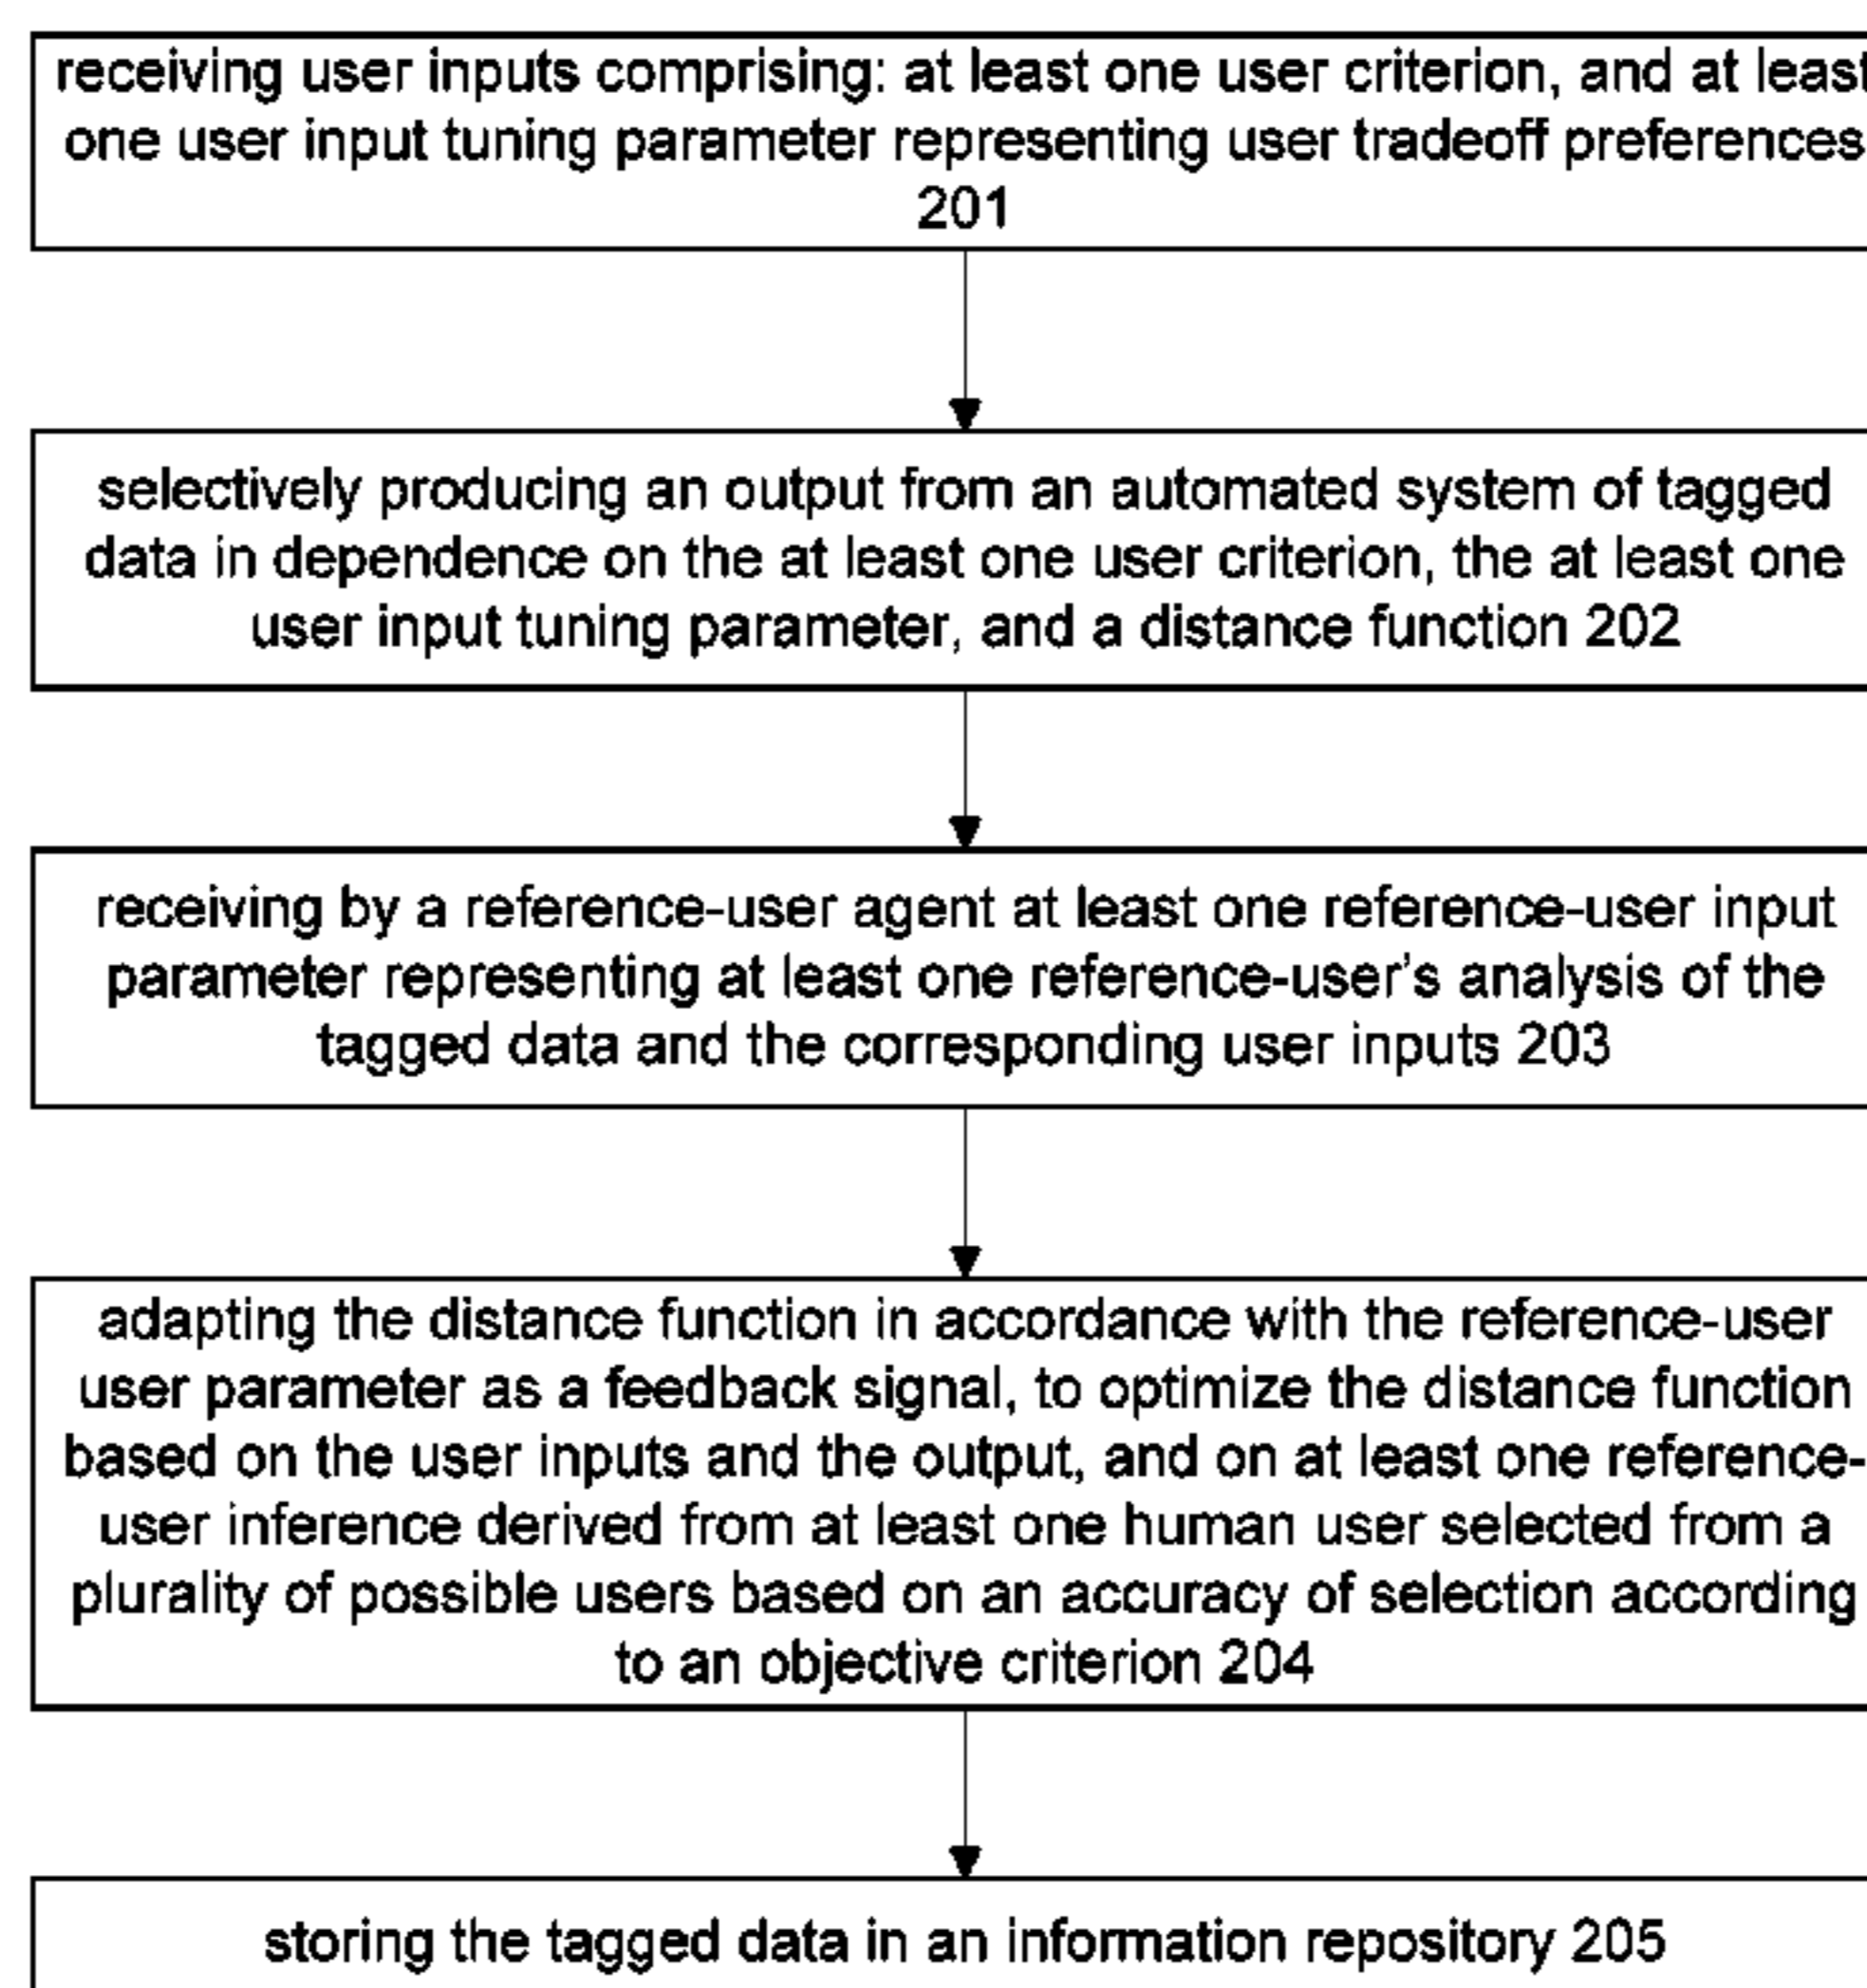 receiving user inputs comprising: at least one user criterion, and at least
one user input tuning parameter representing user tradeoff preferences
201
selectively producing an output from an automated system of tagged
data in dependence on the at least one user criterion, the at least one
user input tuning parameter, and a distance function 202
receiving by a reference-user agent at least one reference-user input
parameter representing at least one reference-user’s analysis of the
tagged data and the corresponding user inputs 203
adapting the distance function in accordance with the reference-user
user parameter as a feedback signal, to optimize the distance function
based on the user inputs and the output, and on at least one reference-
user inference derived from at least one human user selected from a
plurality of possible users based on an accuracy of selection according
to an objective criterion 204
storing the tagged data in an information repository 205